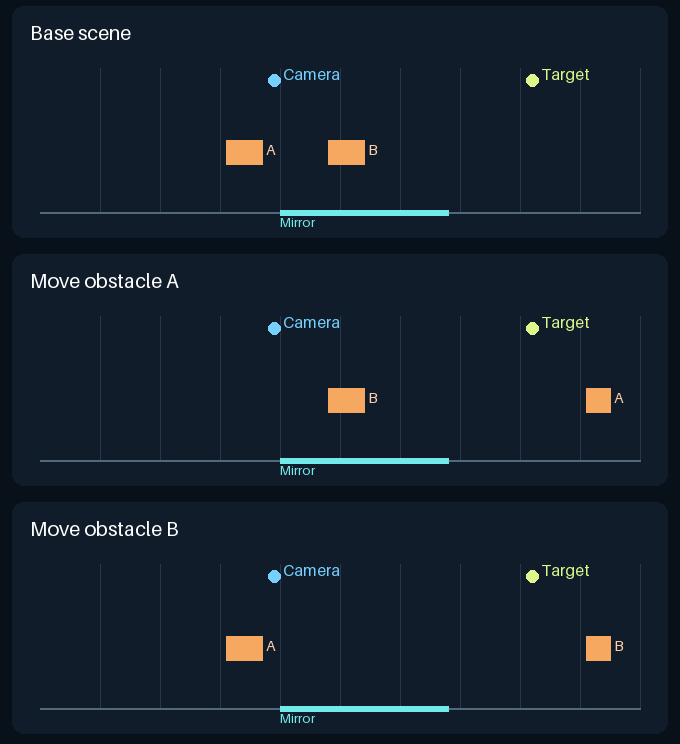 Base scene
Camera
Target
A
B
Mirror
Move obstacle A
Camera
Target
B
A
Mirror
Move obstacle B
Camera
Target
A
B
Mirror